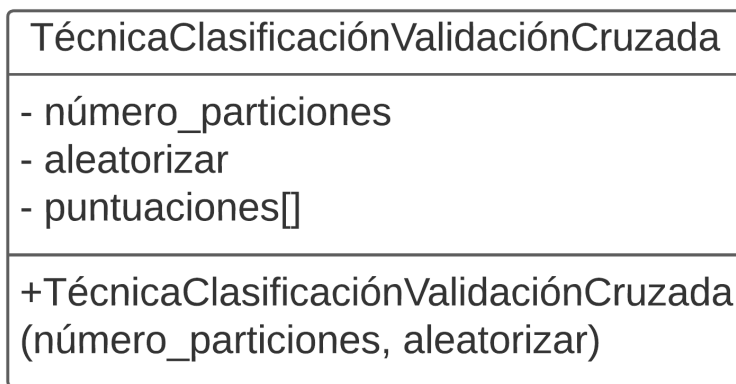 TécnicaClasificaciónValidaciónCruzada
- número_particiones
- aleatorizar
- puntuaciones[]
+TécnicaClasificaciónValidaciónCruzada
(número_particiones, aleatorizar)